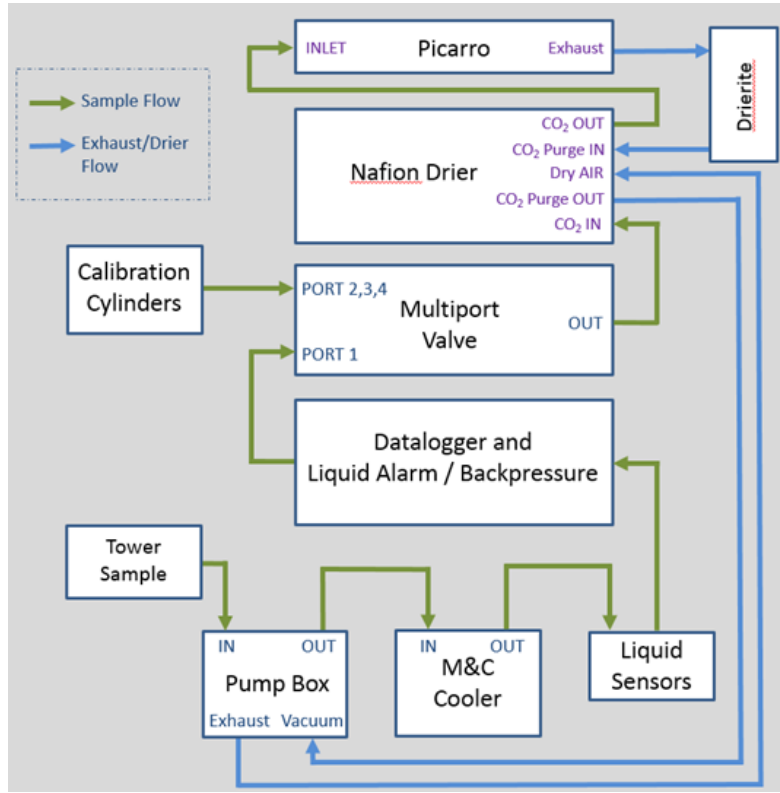 INLET
Picarro
Exhaust
Drierite
Sample Flow
Exhaust/Drier
Flow
Nafion Drier
CO₂ OUT
CO₂ Purge IN
Dry AIR
CO₂ Purge OUT
CO₂ IN
Calibration
Cylinders
PORT 2,3,4
Multiport
Valve
OUT
PORT 1
Datalogger and
Liquid Alarm / Backpressure
Tower
Sample
IN
OUT
Pump Box
Exhaust
Vacuum
IN
OUT
M&C
Cooler
Liquid
Sensors